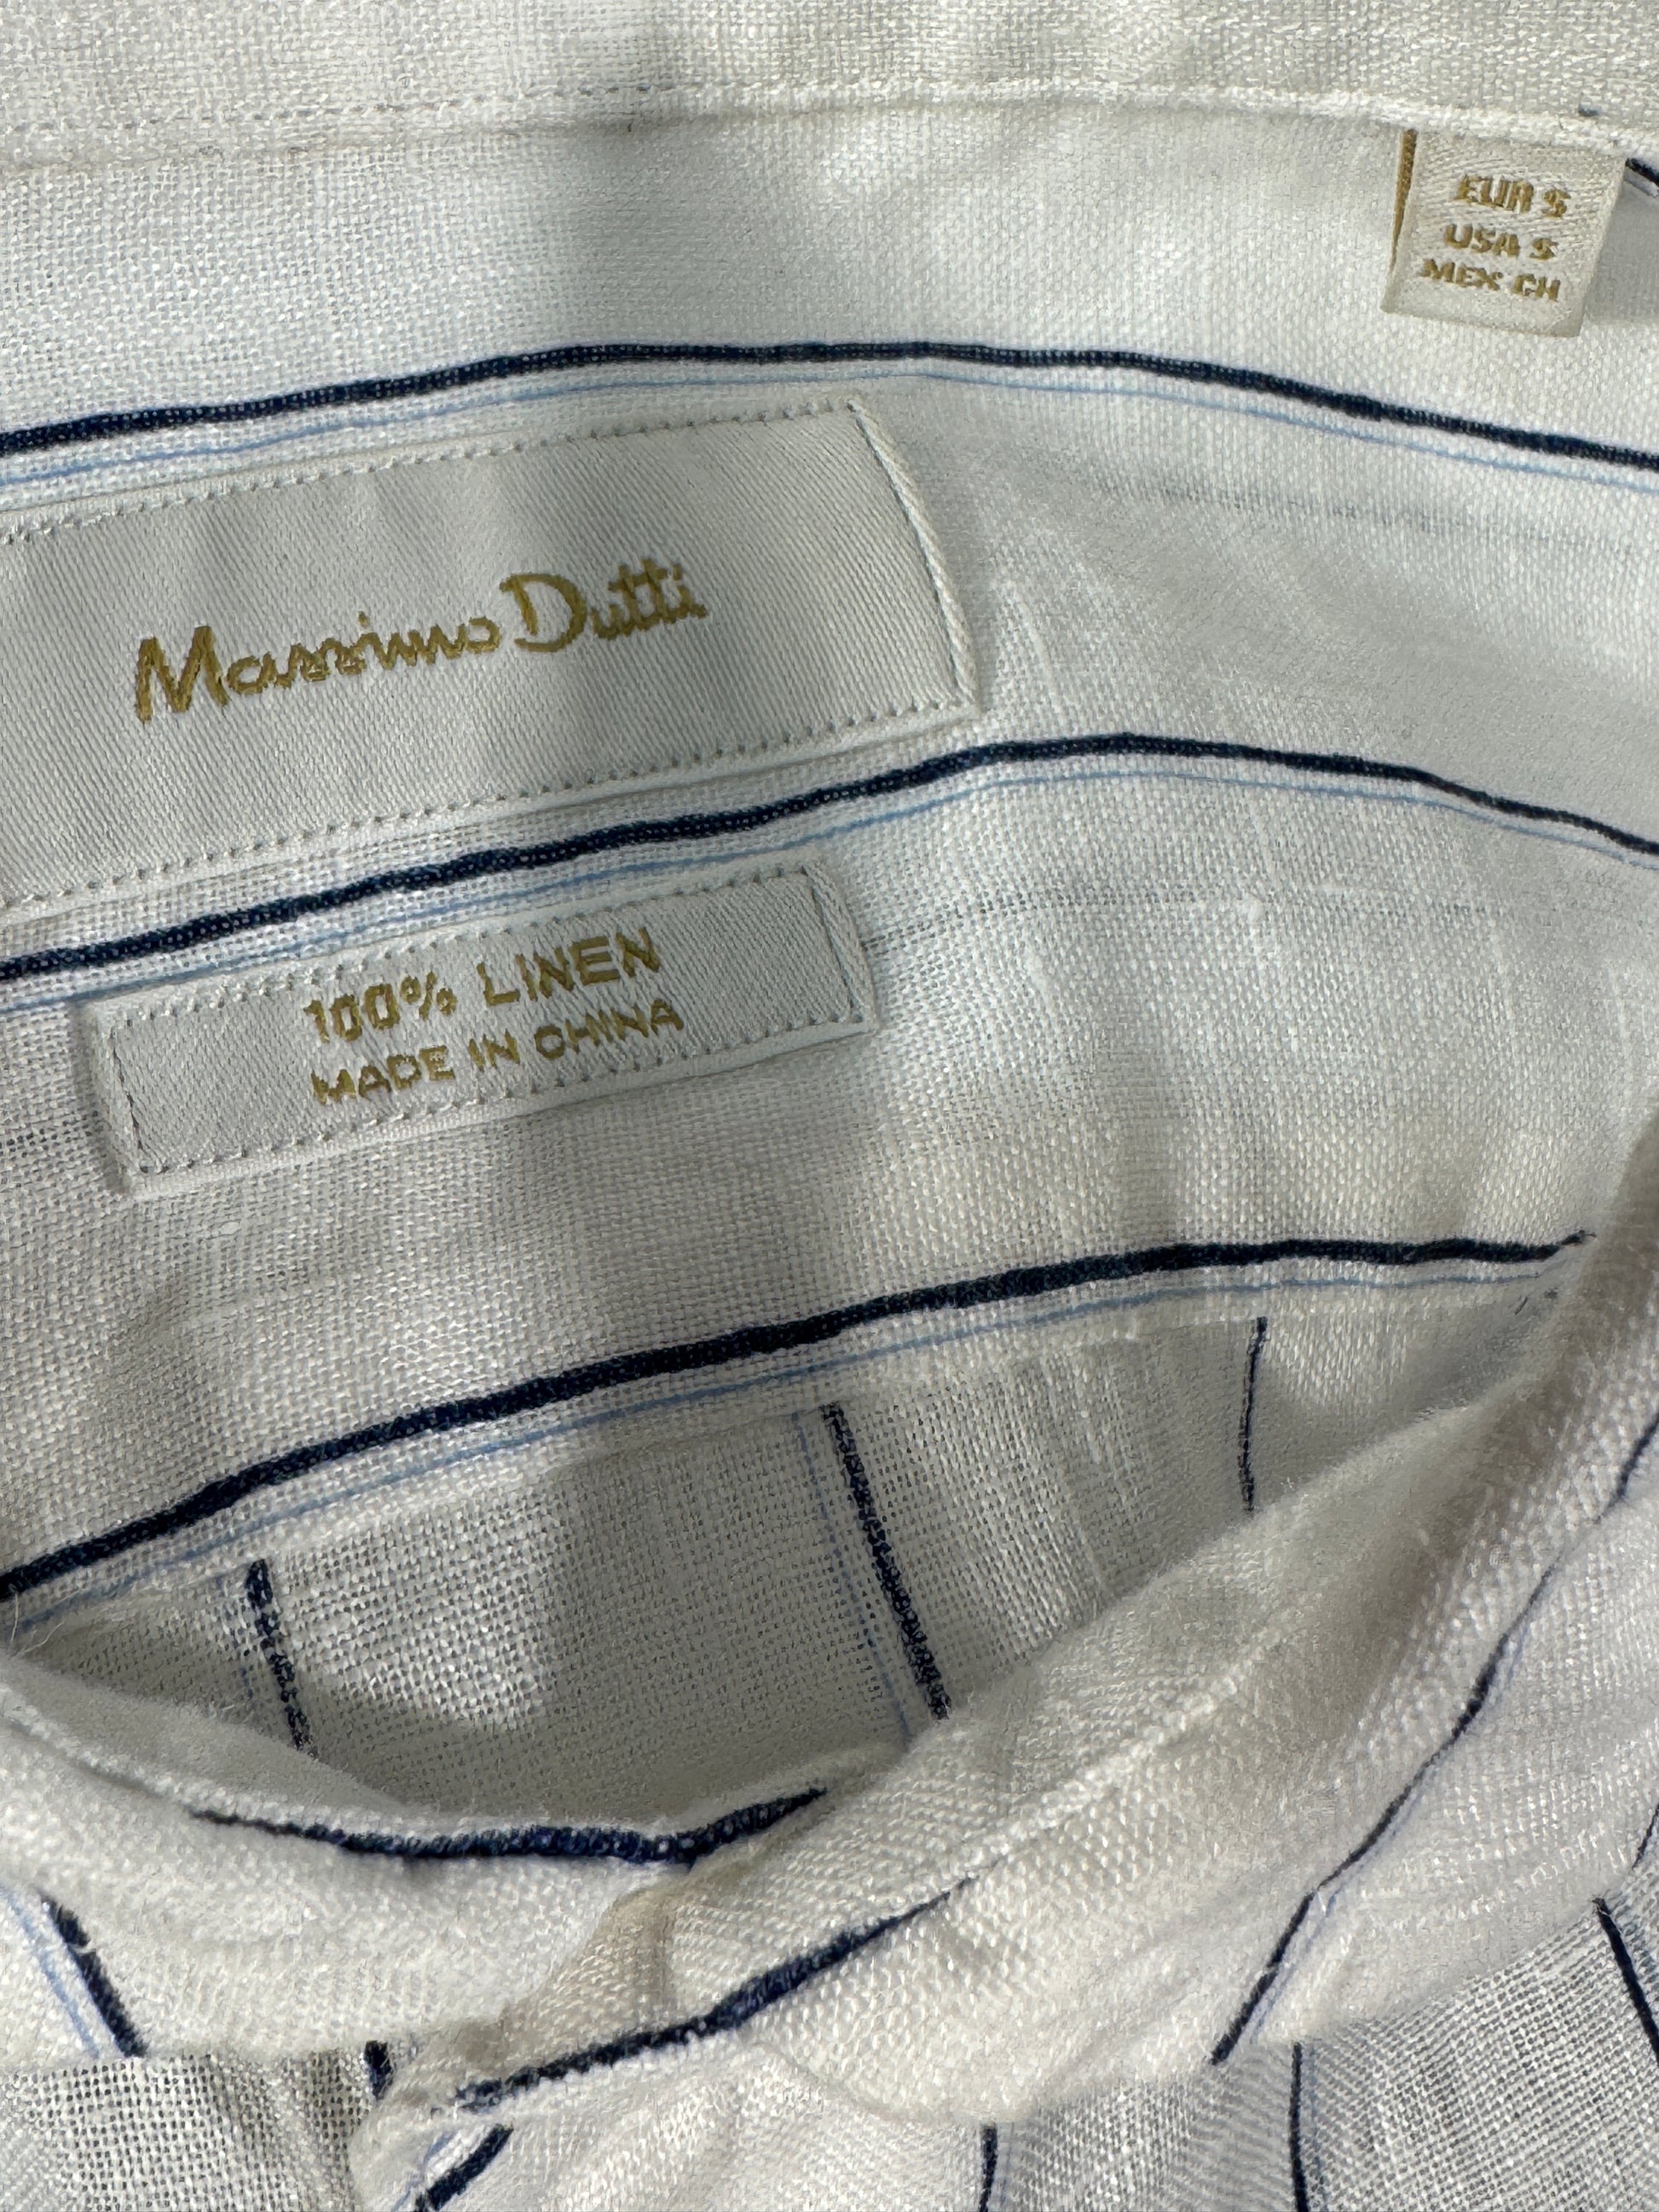 EUR S
USA S
MEX CH
Massimo Dutti
100% LINEN
MADE IN CHINA